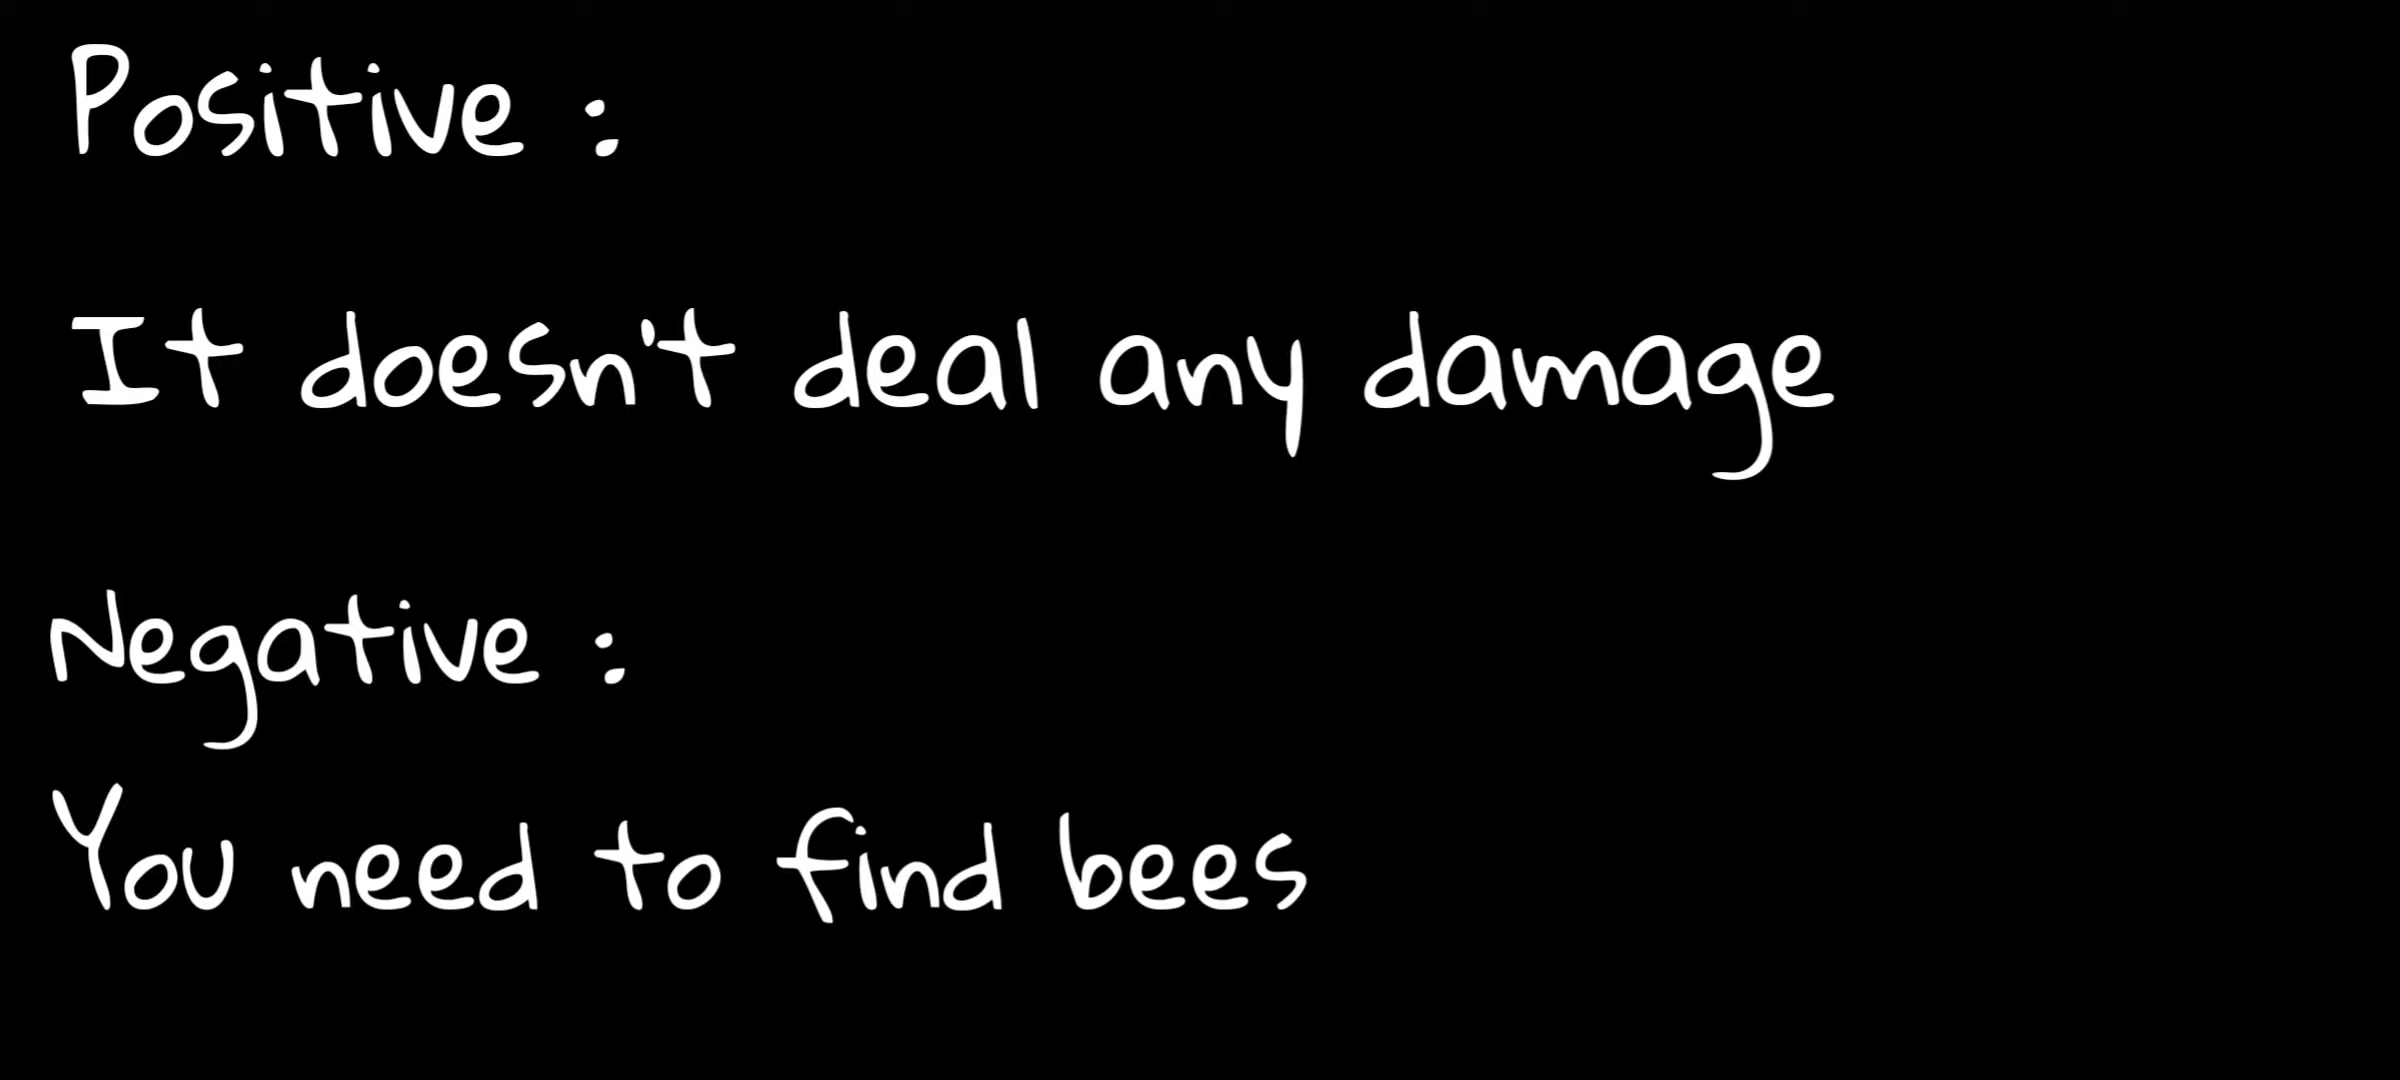 Positive :
It doesn't deal any damage
Negative :
You need to find bees